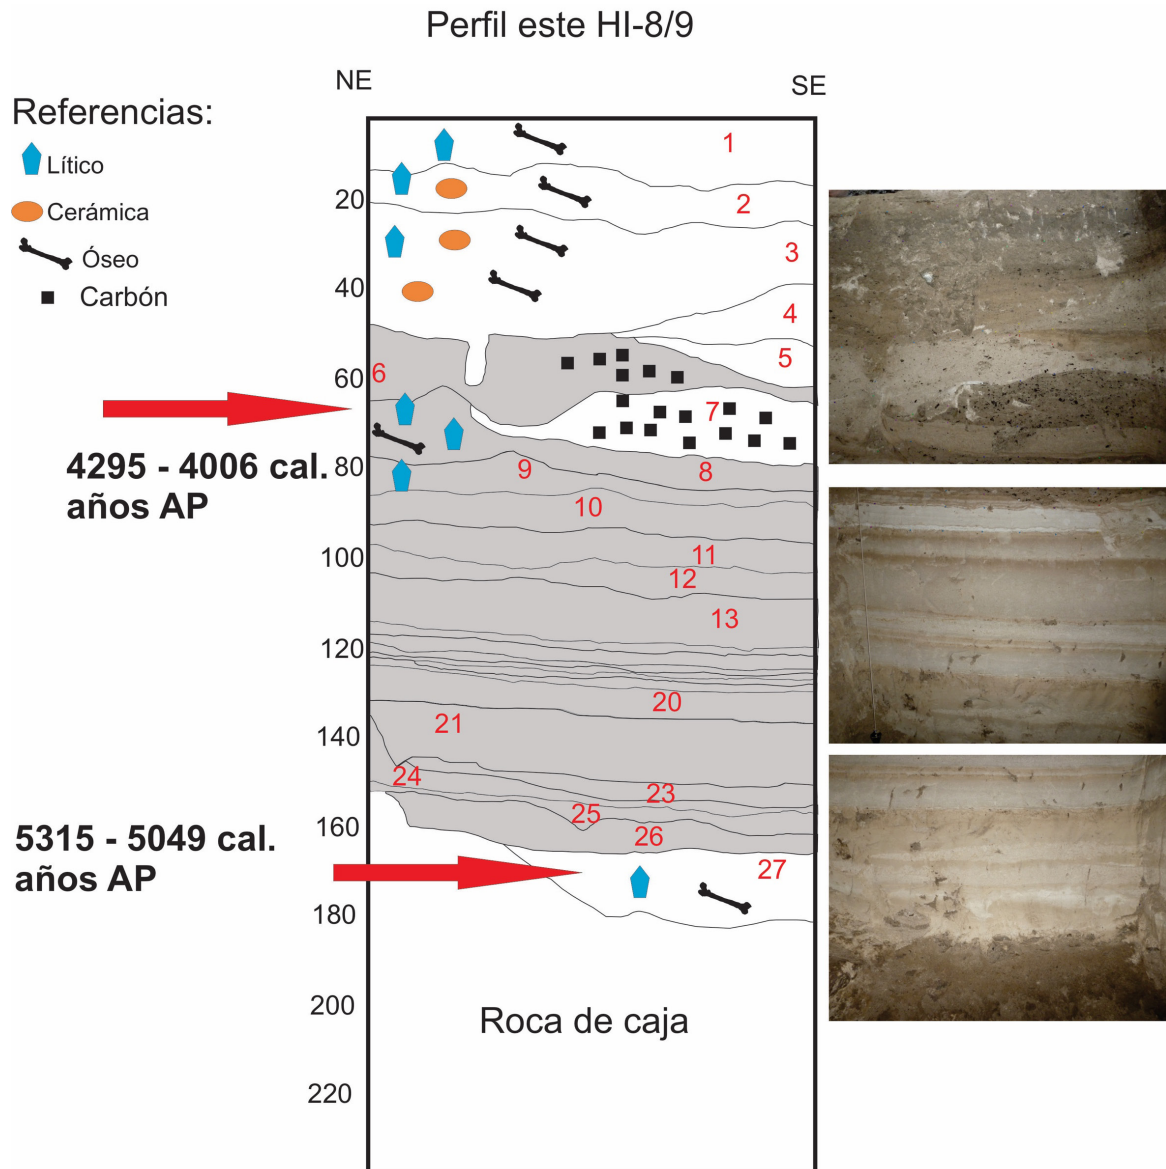 Perfil este HI-8/9
NE
SE
Referencias:
Lítico
Cerámica
Óseo
Carbón
1
20
2
3
40
4
5
60
6
7
4295 - 4006 cal.
años AP
80
9
8
10
100
11
12
13
120
20
140
21
24
23
25
160
26
5315 - 5049 cal.
años AP
27
180
200
Roca de caja
220